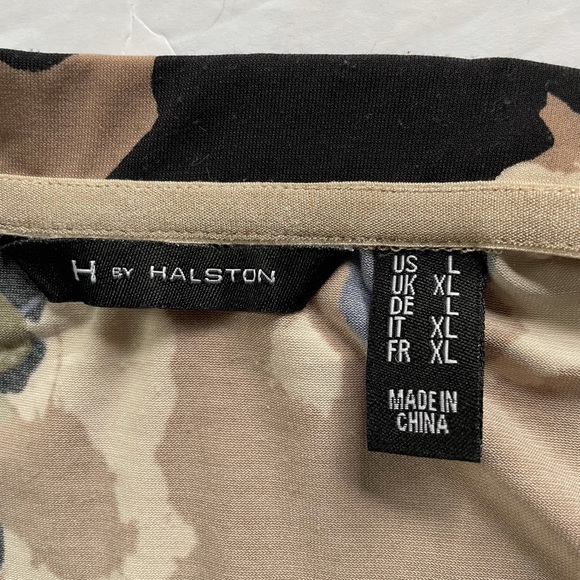 H BY HALSTON
US L
UK XL
DE L
IT XL
FR XL
MADE IN
CHINA